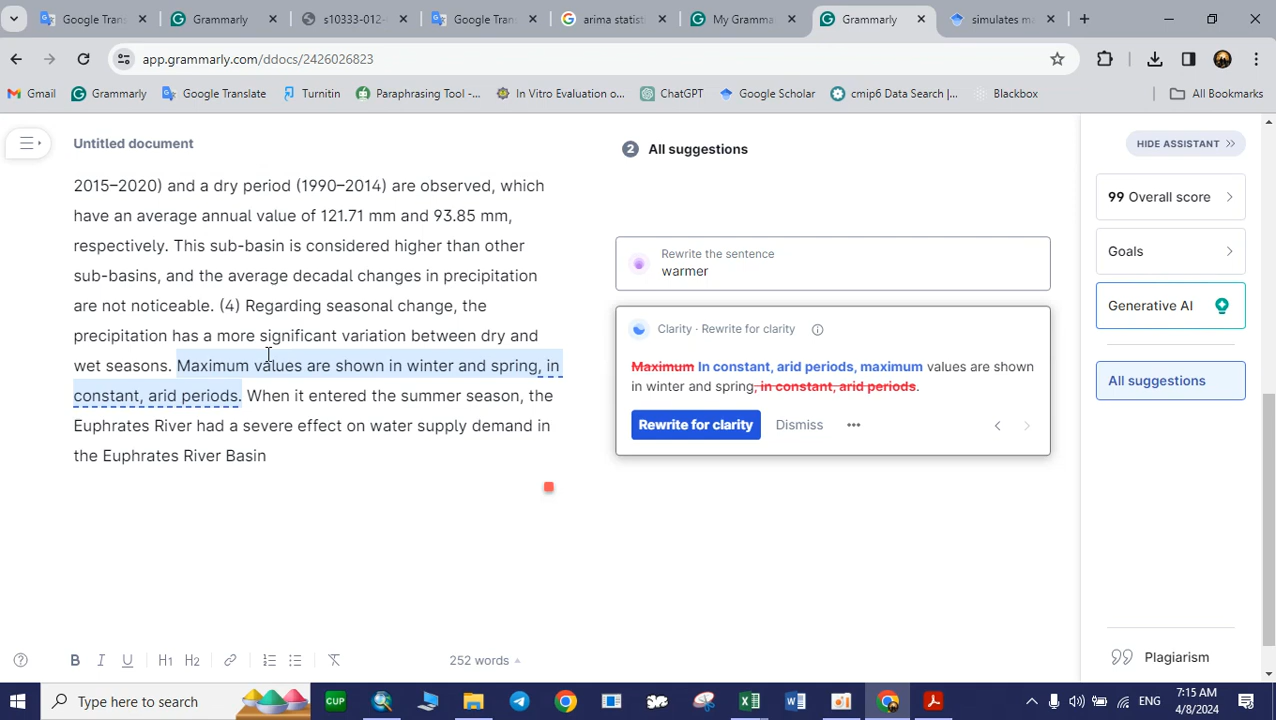 Google Tran
Grammarly
s10333-012-
Google Tran
arima statist
My Gramma
Grammarly
simulates m
app.grammarly.com/ddocs/2426026823
Gmail
Grammarly
Google Translate
Turnitin
Paraphrasing Tool -...
In Vitro Evaluation o...
ChatGPT
Google Scholar
cmip6 Data Search |...
Blackbox
All Bookmarks
Untitled document
2015–2020) and a dry period (1990–2014) are observed, which
have an average annual value of 121.71 mm and 93.85 mm,
respectively. This sub-basin is considered higher than other
sub-basins, and the average decadal changes in precipitation
are not noticeable. (4) Regarding seasonal change, the
precipitation has a more significant variation between dry and
wet seasons. Maximum values are shown in winter and spring, in
constant, arid periods. When it entered the summer season, the
Euphrates River had a severe effect on water supply demand in
the Euphrates River Basin
2 All suggestions
Rewrite the sentence
warmer
Clarity · Rewrite for clarity
Maximum In constant, arid periods, maximum values are shown
in winter and spring, in constant, arid periods.
Rewrite for clarity
Dismiss
HIDE ASSISTANT
99 Overall score
Goals
Generative AI
All suggestions
Plagiarism
B I U H1 H2
252 words
Type here to search
CUP
ENG
7:15 AM
4/8/2024